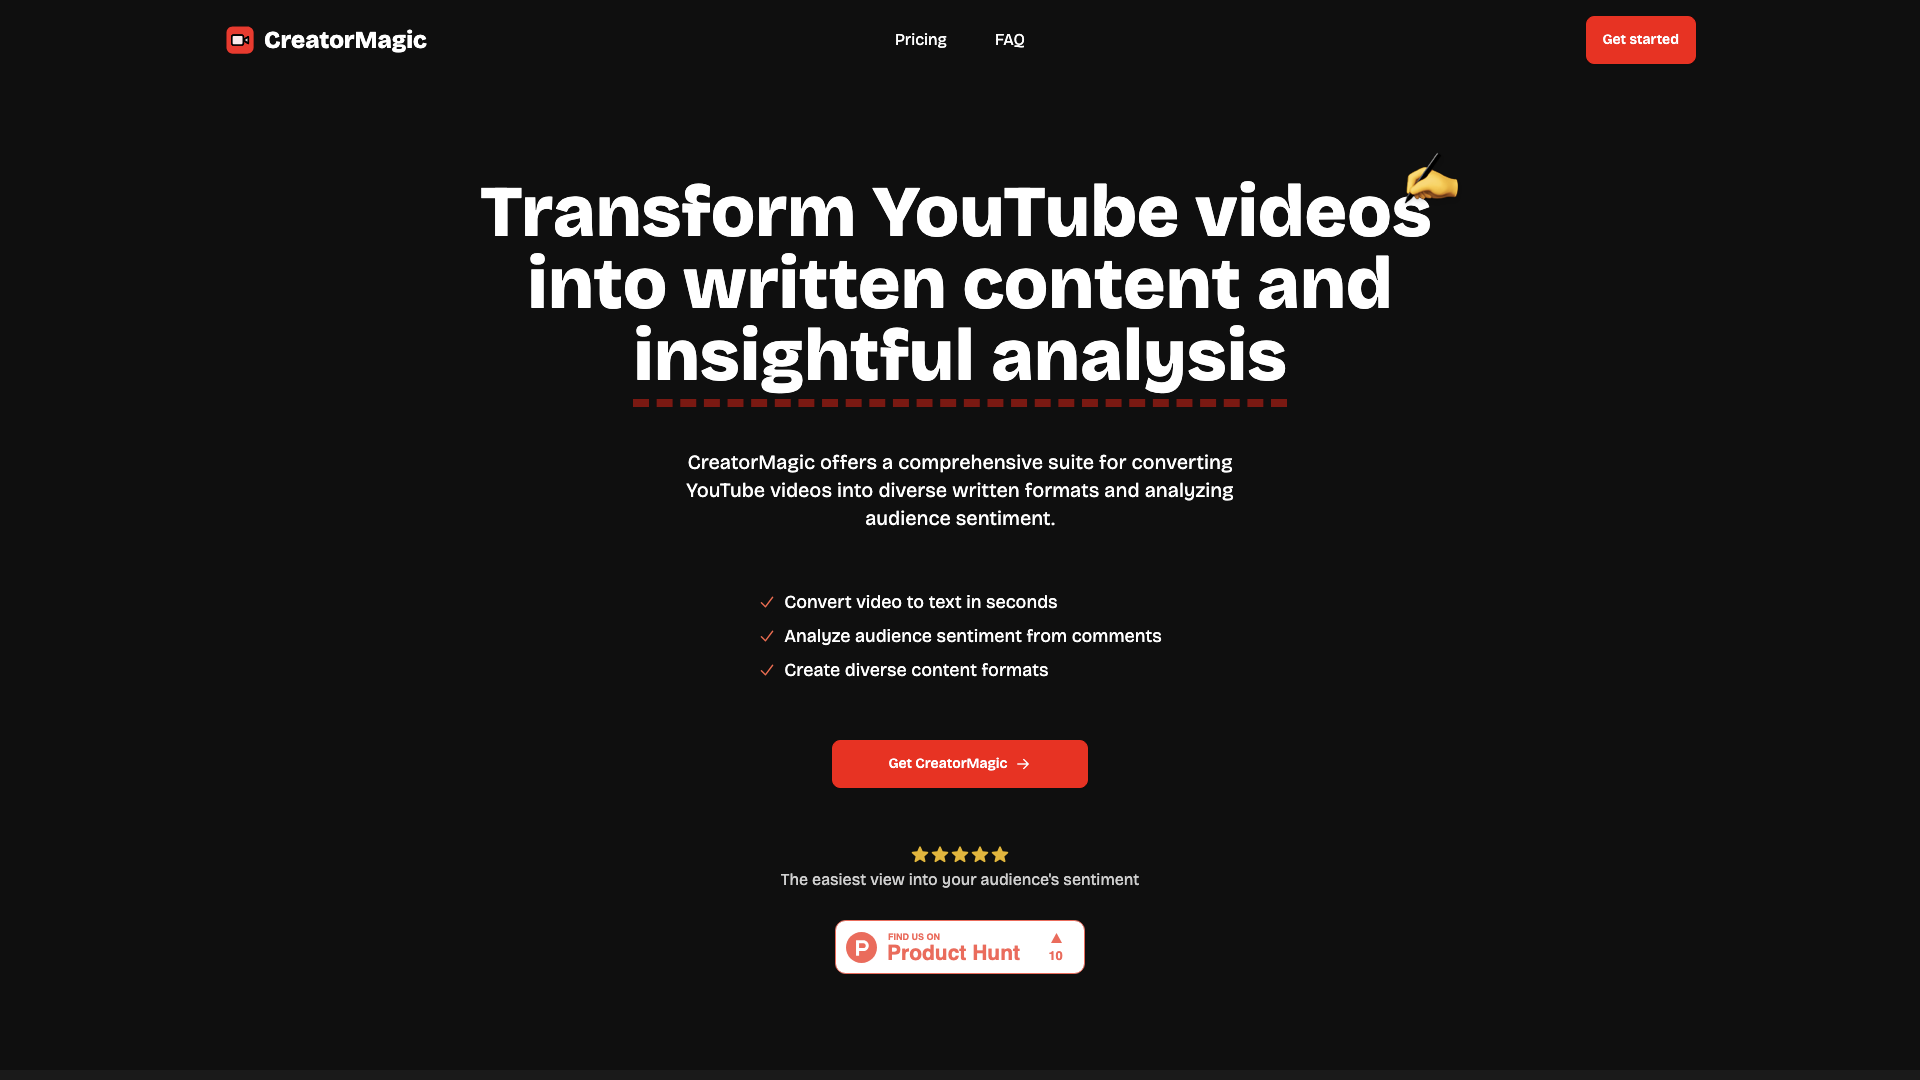 CreatorMagic
Pricing
FAQ
Get started
Transform YouTube videos
into written content and
insightful analysis
CreatorMagic offers a comprehensive suite for converting
YouTube videos into diverse written formats and analyzing
audience sentiment.
Convert video to text in seconds
Analyze audience sentiment from comments
Create diverse content formats
Get CreatorMagic →
The easiest view into your audience's sentiment
P
FIND US ON
Product Hunt
▲
10